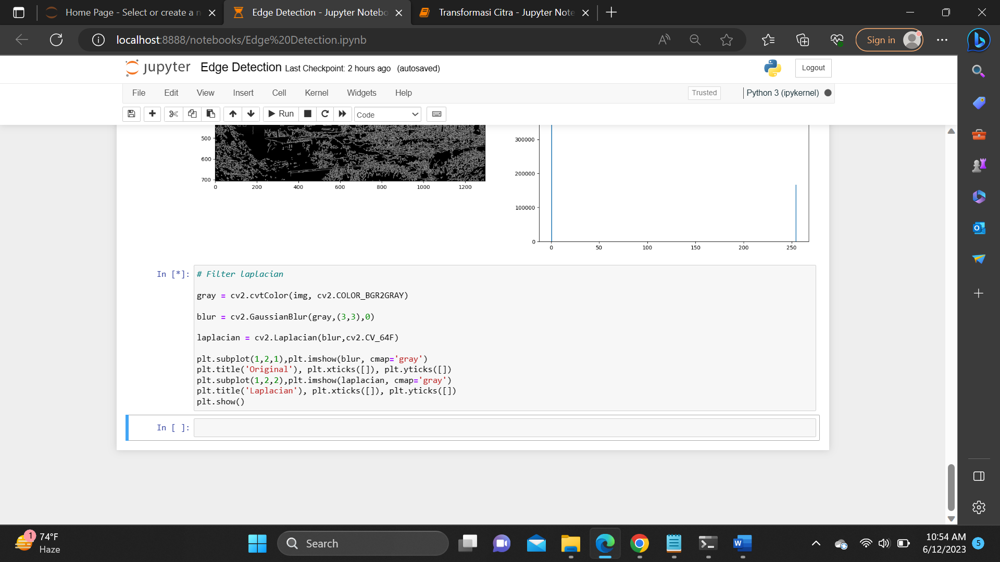 Home Page - Select or create a n
Edge Detection - Jupyter Notebo
Transformasi Citra - Jupyter Note
localhost:8888/notebooks/Edge%20Detection.ipynb
Sign in
jupyter Edge Detection Last Checkpoint: 2 hours ago (autosaved)
Logout
File Edit View Insert Cell Kernel Widgets Help
Trusted
Python 3 (ipykernel)
Run
Code
500
600
700
0 200 400 600 800 1000 1200
300000
200000
100000
0
0 50 100 150 200 250
In [*]:
# Filter laplacian
gray = cv2.cvtColor(img, cv2.COLOR_BGR2GRAY)
blur = cv2.GaussianBlur(gray,(3,3),0)
laplacian = cv2.Laplacian(blur,cv2.CV_64F)
plt.subplot(1,2,1),plt.imshow(blur, cmap='gray')
plt.title('Original'), plt.xticks([]), plt.yticks([])
plt.subplot(1,2,2),plt.imshow(laplacian, cmap='gray')
plt.title('Laplacian'), plt.xticks([]), plt.yticks([])
plt.show()
In [ ]:
1
74°F
Haze
Search
10:54 AM
6/12/2023
5